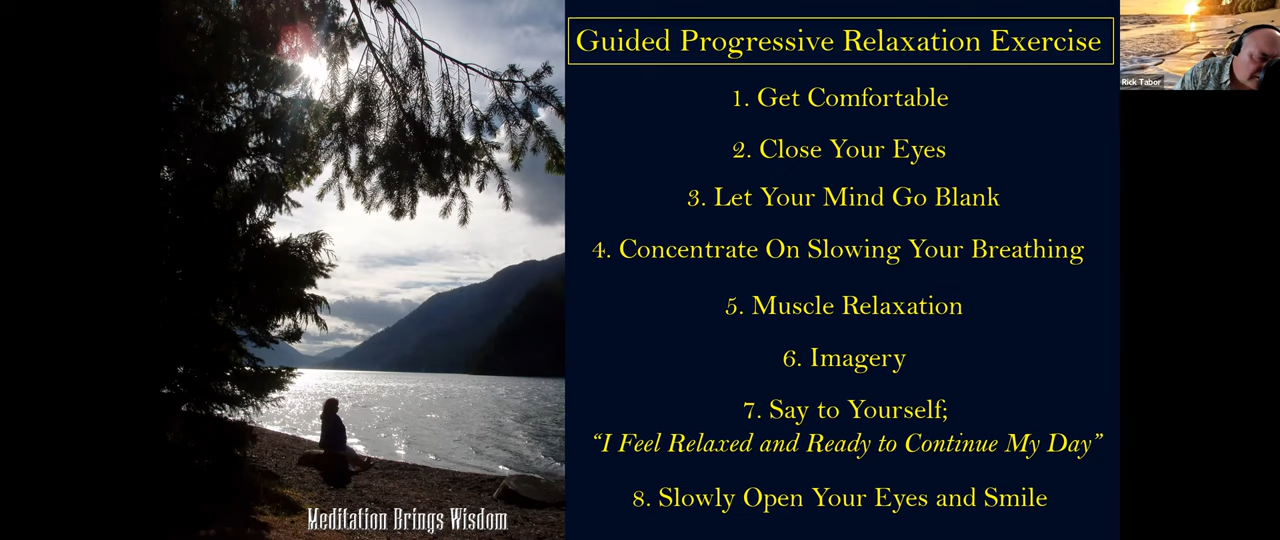 Guided Progressive Relaxation Exercise
1. Get Comfortable
2. Close Your Eyes
3. Let Your Mind Go Blank
4. Concentrate On Slowing Your Breathing
5. Muscle Relaxation
6. Imagery
7. Say to Yourself;
“I Feel Relaxed and Ready to Continue My Day”
8. Slowly Open Your Eyes and Smile
Meditation Brings Wisdom
Rick Tabor